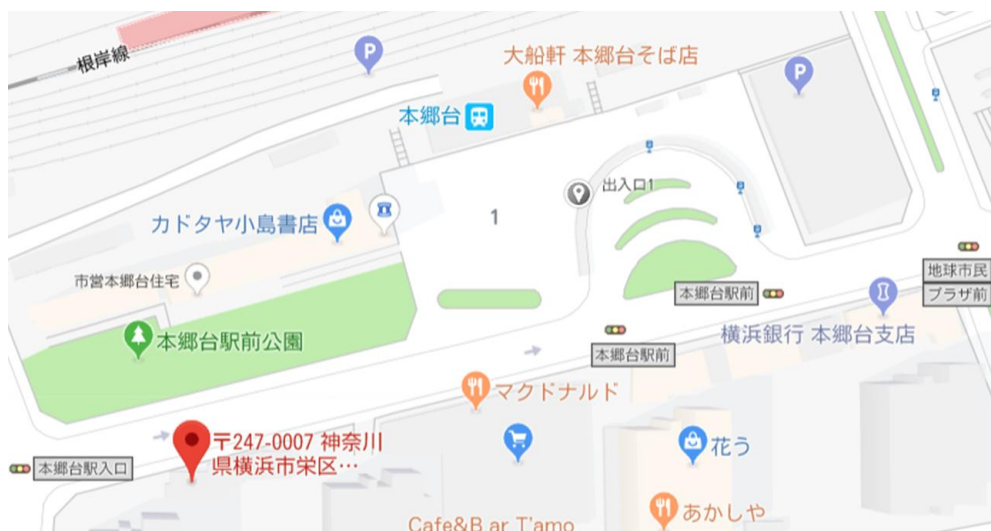 根岸線
大船軒 本郷台そば店
本郷台
出入口1
カドタヤ小島書店
1
市営本郷台住宅
地球市民
プラザ前
本郷台駅前
横浜銀行 本郷台支店
本郷台駅前公園
本郷台駅前
マクドナルド
〒247-0007 神奈川
県横浜市栄区…
花う
本郷台駅入口
あかしや
Cafe&B ar T'amo
P
P